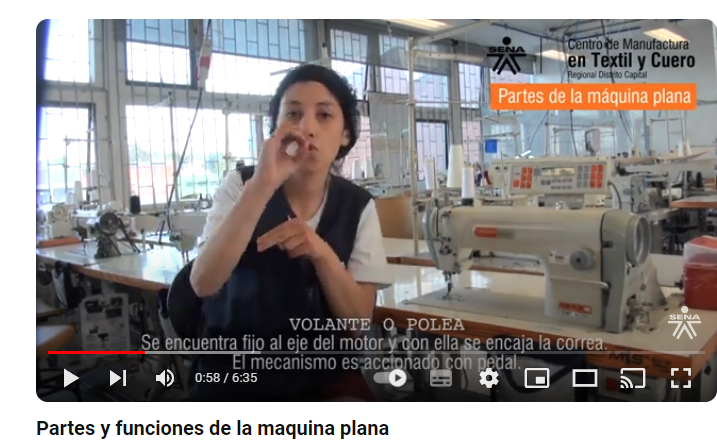 SENA
Centro de Manufactura
en Textil y Cuero
Regional Distrito Capital
Partes de la máquina plana
VOLANTE O POLEA
Se encuentra fijo al eje del motor y con ella se encaja la correa.
El mecanismo es accionado con pedal.
SENA
0:58 / 6:35
Partes y funciones de la maquina plana